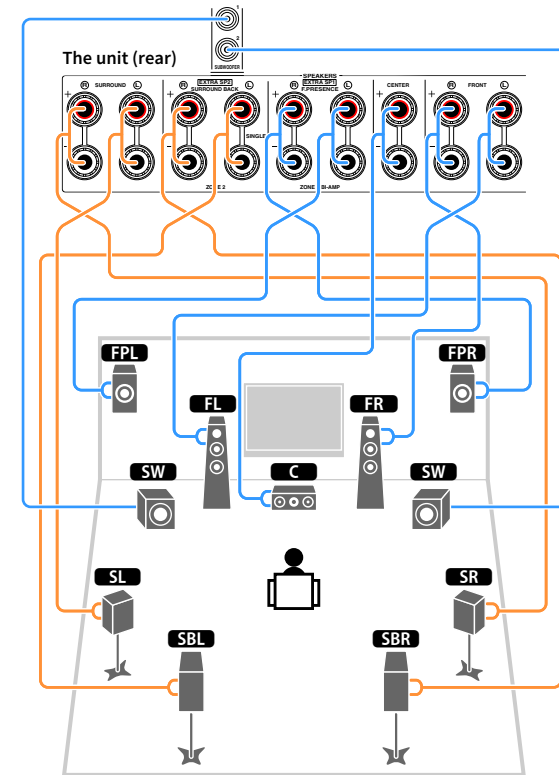 1
2
SUBWOOFER
The unit (rear)
SPEAKERS
R SURROUND L
R EXTRA SP2 L
SURROUND BACK
R EXTRA SP1 L
F.PRESENCE
CENTER
R FRONT L
+ + + + +
SINGLE
ZONE 2
BI-AMP
FPL
FPR
FL
FR
SW
C
SW
SL
SR
SBL
SBR